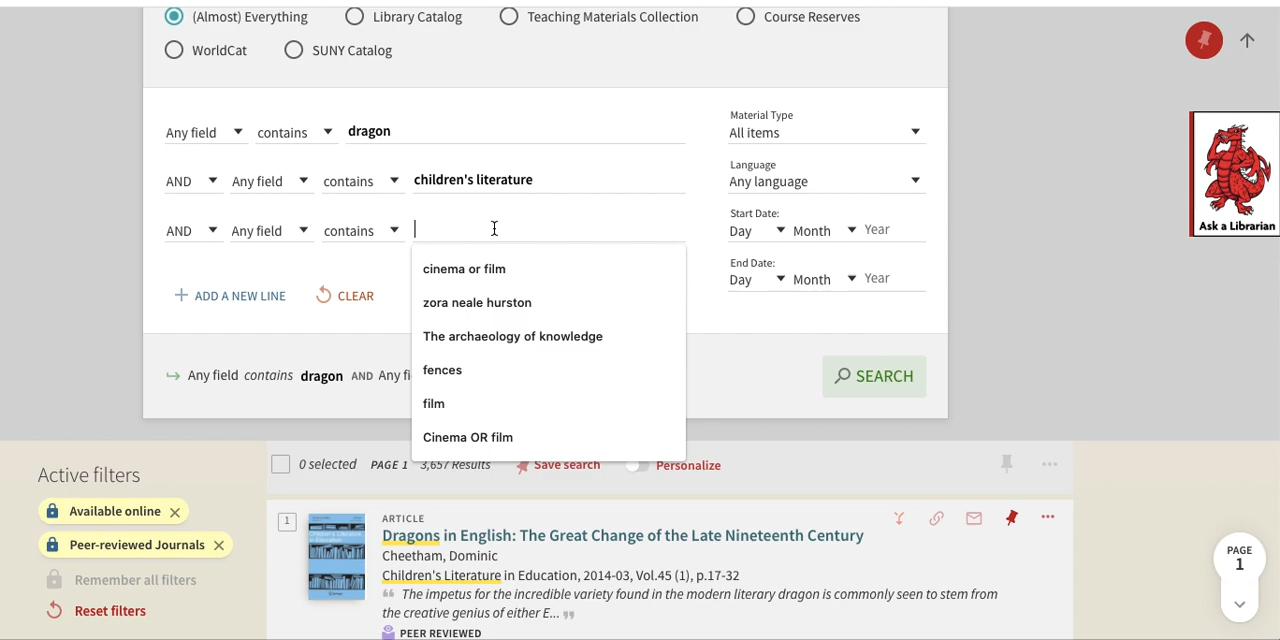 (Almost) Everything Library Catalog Teaching Materials Collection Course Reserves
WorldCat SUNY Catalog
Any field contains dragon
AND Any field contains children's literature
AND Any field contains
cinema or film
zora neale hurston
The archaeology of knowledge
fences
film
Cinema OR film
ADD A NEW LINE CLEAR
Material Type
All items
Language
Any language
Start Date:
Day Month Year
End Date:
Day Month Year
Any field contains dragon AND Any fi
SEARCH
Ask a Librarian
Active filters
Available online
Peer-reviewed Journals
Remember all filters
Reset filters
0 selected PAGE 1 3,657 Results Save search Personalize
1
ARTICLE
Dragons in English: The Great Change of the Late Nineteenth Century
Cheetham, Dominic
Children's Literature in Education, 2014-03, Vol.45 (1), p.17-32
“ The impetus for the incredible variety found in the modern literary dragon is commonly seen to stem from
the creative genius of either E... ”
PEER REVIEWED
PAGE
1